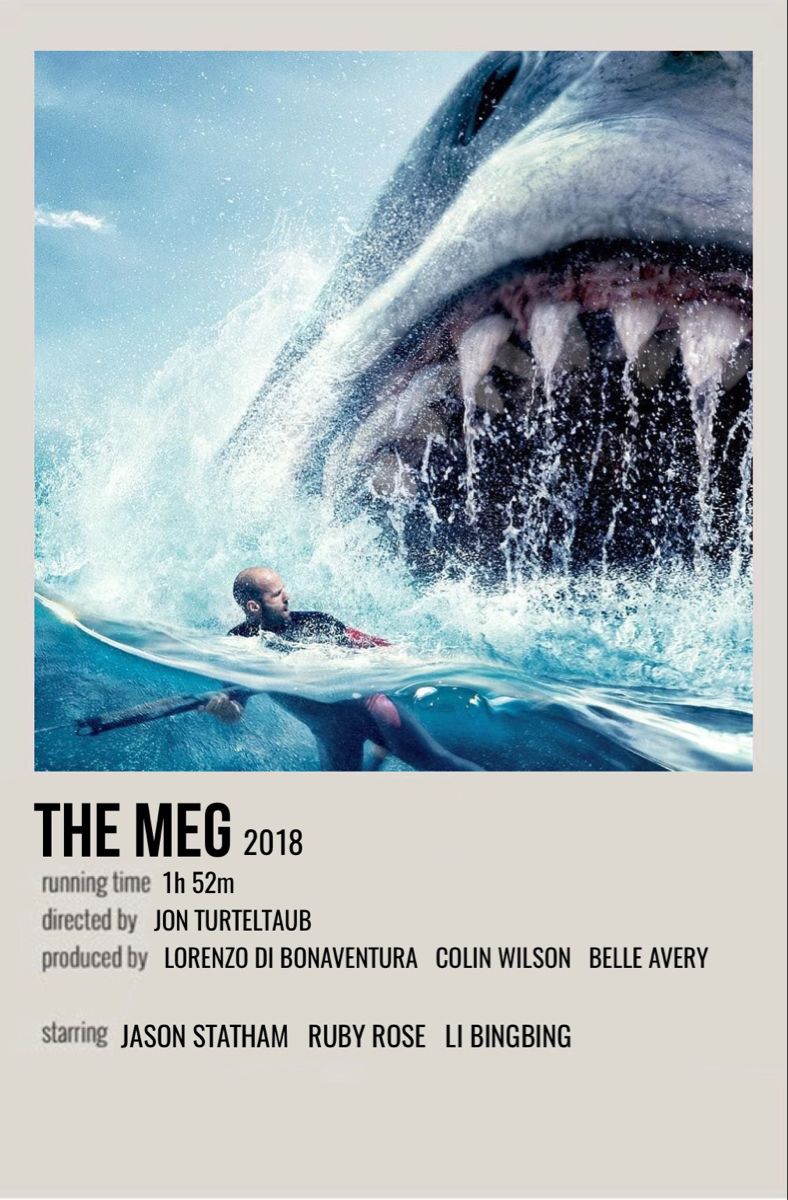 THE MEG 2018
running time 1h 52m
directed by JON TURTELTAUB
produced by LORENZO DI BONAVENTURA COLIN WILSON BELLE AVERY
starring JASON STATHAM RUBY ROSE LI BINGBING